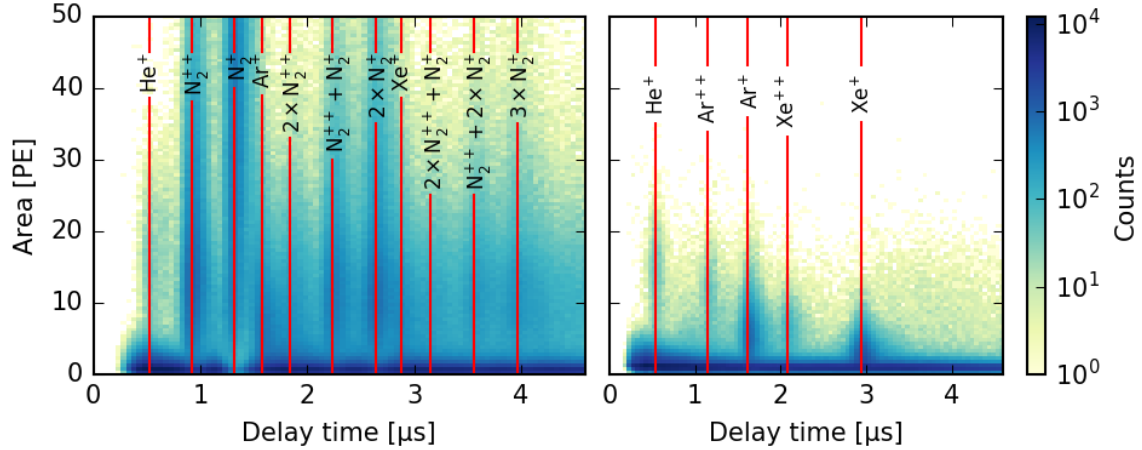 Area [PE]
50
40
30
20
10
0
He⁺
N₂⁺⁺
N₂⁺
Ar⁺
2 × N₂⁺⁺
N₂⁺⁺ + N₂⁺
2 × N₂⁺
Xe⁺
2 × N₂⁺⁺ + N₂⁺
N₂⁺⁺ + 2 × N₂⁺
3 × N₂⁺
0 1 2 3 4
Delay time [µs]
He⁺
Ar⁺⁺
Ar⁺
Xe⁺⁺
Xe⁺
0 1 2 3 4
Delay time [µs]
10⁴
10³
10²
10¹
10⁰
Counts